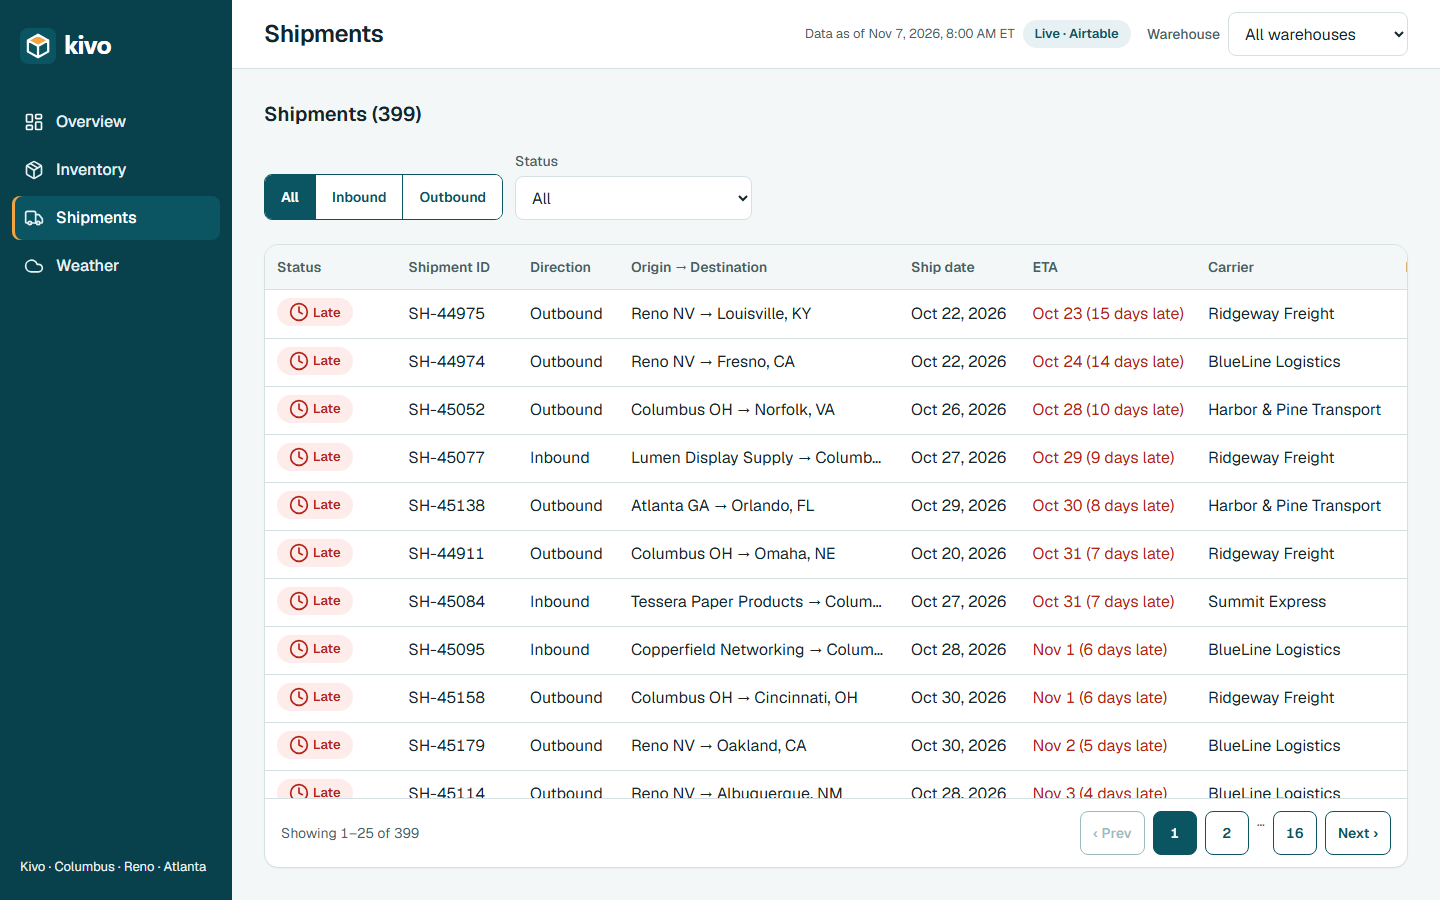 kivo
Overview
Inventory
Shipments
Weather
Kivo · Columbus · Reno · Atlanta
Shipments
Data as of Nov 7, 2026, 8:00 AM ET
Live · Airtable
Warehouse
All warehouses
Shipments (399)
Status
All Inbound Outbound
All
Status Shipment ID Direction Origin → Destination Ship date ETA Carrier
Late SH-44975 Outbound Reno NV → Louisville, KY Oct 22, 2026 Oct 23 (15 days late) Ridgeway Freight
Late SH-44974 Outbound Reno NV → Fresno, CA Oct 22, 2026 Oct 24 (14 days late) BlueLine Logistics
Late SH-45052 Outbound Columbus OH → Norfolk, VA Oct 26, 2026 Oct 28 (10 days late) Harbor & Pine Transport
Late SH-45077 Inbound Lumen Display Supply → Columb... Oct 27, 2026 Oct 29 (9 days late) Ridgeway Freight
Late SH-45138 Outbound Atlanta GA → Orlando, FL Oct 29, 2026 Oct 30 (8 days late) Harbor & Pine Transport
Late SH-44911 Outbound Columbus OH → Omaha, NE Oct 20, 2026 Oct 31 (7 days late) Ridgeway Freight
Late SH-45084 Inbound Tessera Paper Products → Colum... Oct 27, 2026 Oct 31 (7 days late) Summit Express
Late SH-45095 Inbound Copperfield Networking → Colum... Oct 28, 2026 Nov 1 (6 days late) BlueLine Logistics
Late SH-45158 Outbound Columbus OH → Cincinnati, OH Oct 30, 2026 Nov 1 (6 days late) Ridgeway Freight
Late SH-45179 Outbound Reno NV → Oakland, CA Oct 30, 2026 Nov 2 (5 days late) BlueLine Logistics
Late SH-45114 Outbound Reno NV → Albuquerque, NM Oct 28, 2026 Nov 3 (4 days late) BlueLine Logistics
Showing 1–25 of 399
‹ Prev 1 2 ... 16 Next ›